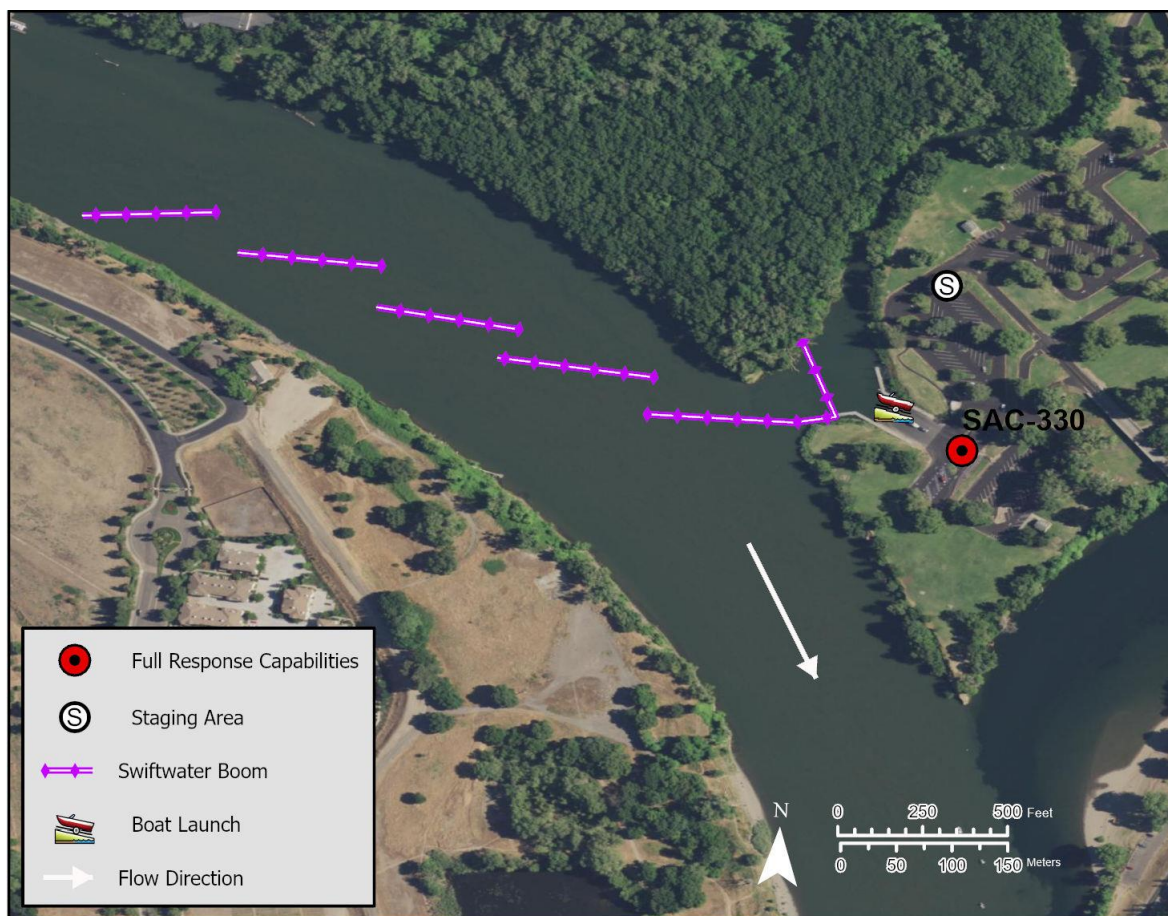 S
SAC-330
Full Response Capabilities
S
Staging Area
Swiftwater Boom
Boat Launch
Flow Direction
N
0 250 500 Feet
0 50 100 150 Meters